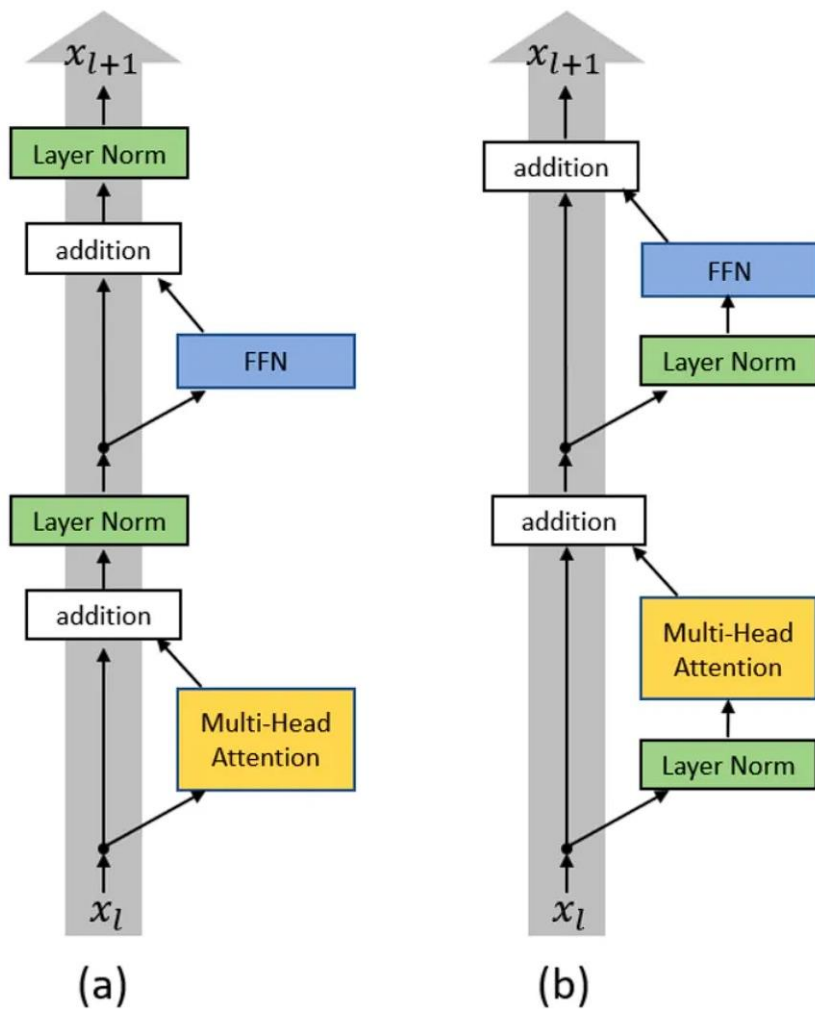 x_{l+1}
Layer Norm
addition
FFN
Layer Norm
addition
Multi-Head
Attention
x_l
(a)
x_{l+1}
addition
FFN
Layer Norm
addition
Multi-Head
Attention
Layer Norm
x_l
(b)